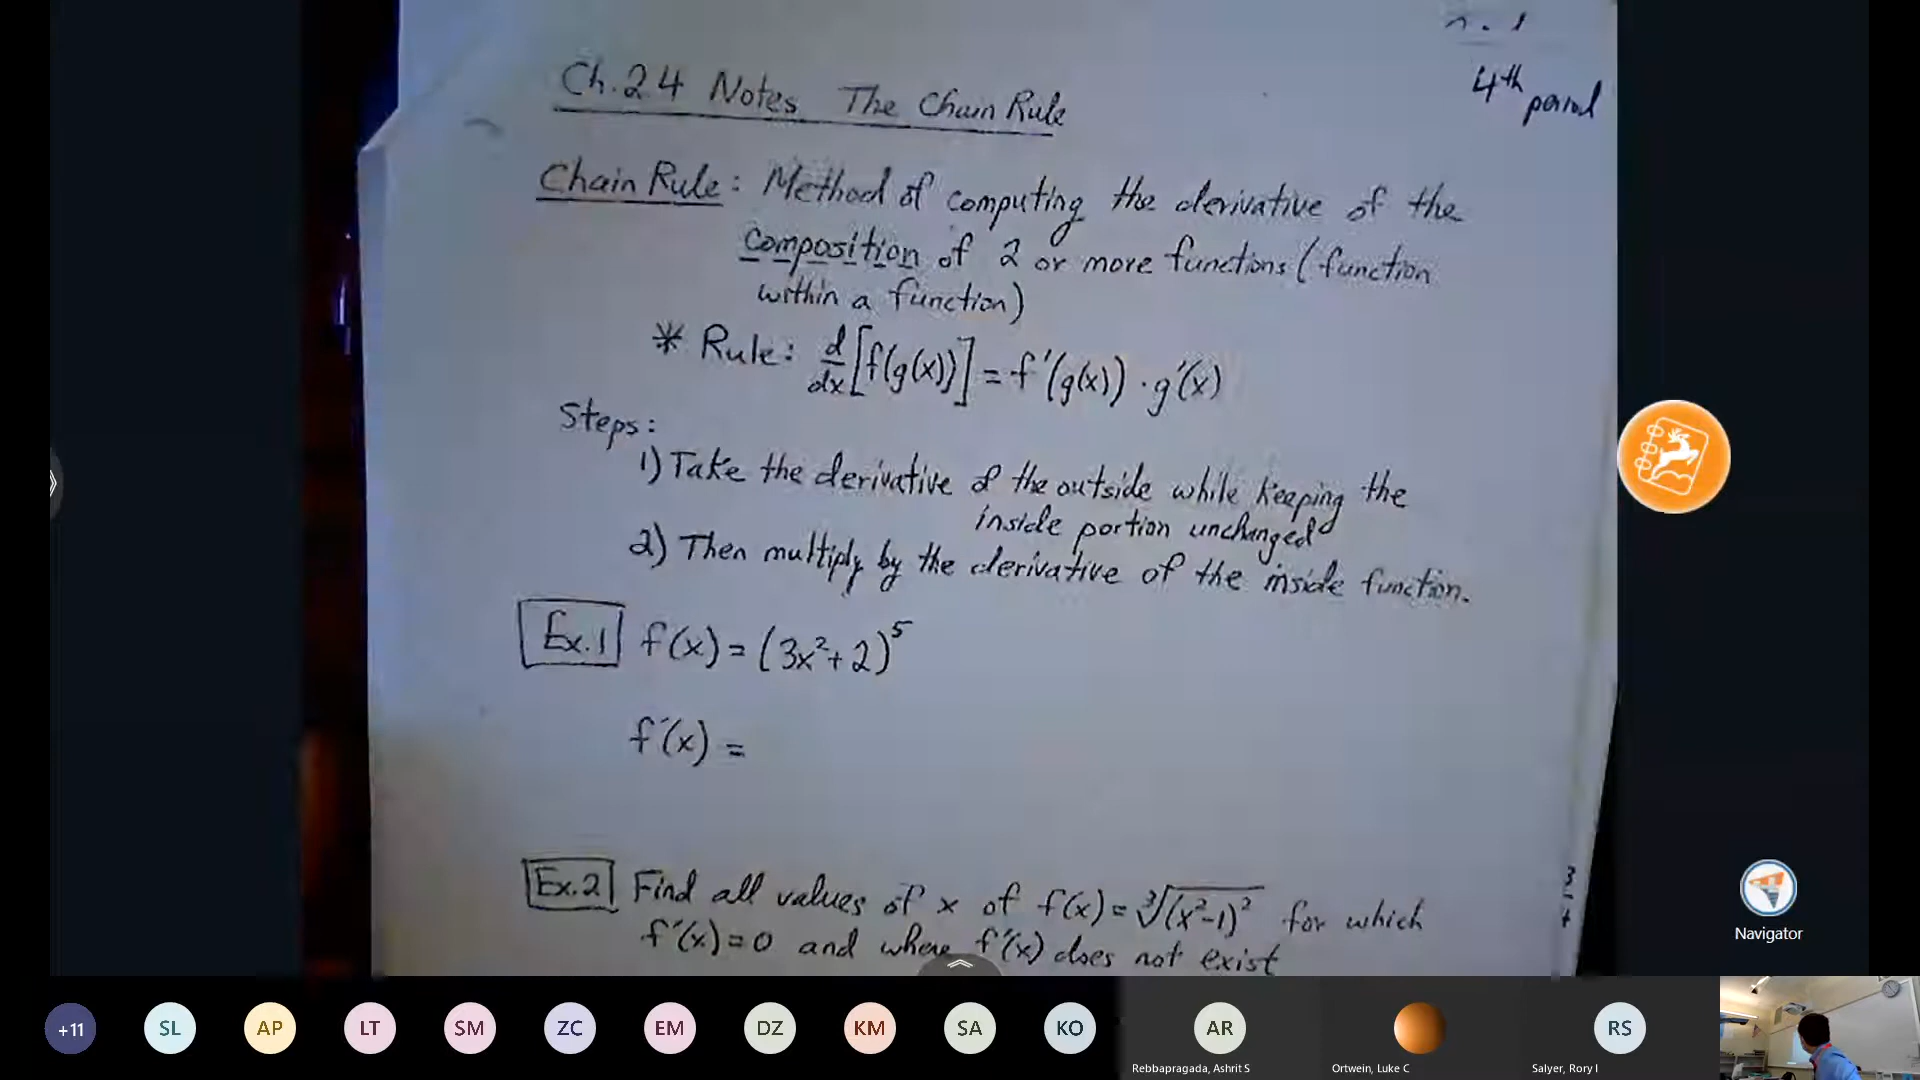 4th period
Ch. 2.4 Notes The Chain Rule
Chain Rule: Method of computing the derivative of the
composition of 2 or more functions (function
within a function)
* Rule: d/dx [f(g(x))] = f'(g(x)) · g'(x)
Steps:
1) Take the derivative of the outside while keeping the
inside portion unchanged
2) Then multiply by the derivative of the inside function.
Ex. 1 f(x) = (3x²+2)⁵
f'(x) =
Ex. 2 Find all values of x of f(x) = ∛(x²-1)² for which
f'(x) = 0 and where f'(x) does not exist
Navigator
+11 SL AP LT SM ZC EM DZ KM SA KO AR RS
Rebbapragada, Ashrit S Ortwein, Luke C Salyer, Rory I